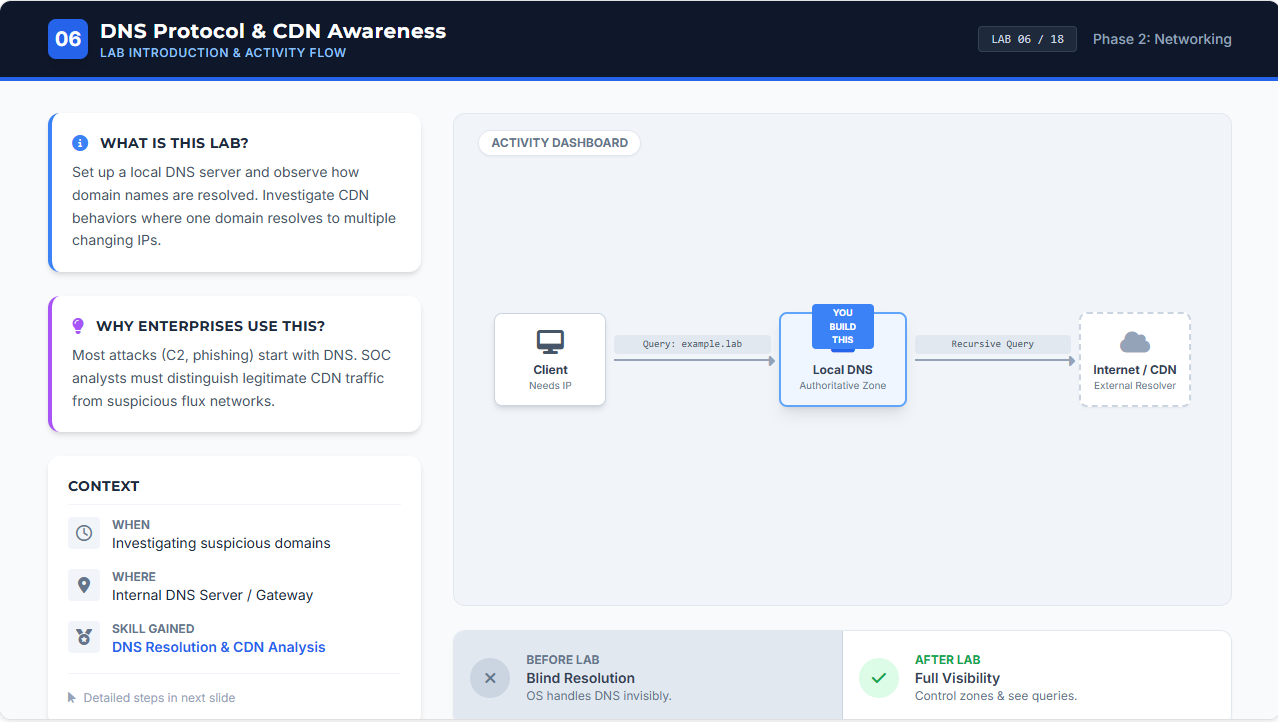 06
DNS Protocol & CDN Awareness
LAB INTRODUCTION & ACTIVITY FLOW
LAB 06 / 18
Phase 2: Networking
WHAT IS THIS LAB?
Set up a local DNS server and observe how
domain names are resolved. Investigate CDN
behaviors where one domain resolves to multiple
changing IPs.
WHY ENTERPRISES USE THIS?
Most attacks (C2, phishing) start with DNS. SOC
analysts must distinguish legitimate CDN traffic
from suspicious flux networks.
CONTEXT
WHEN
Investigating suspicious domains
WHERE
Internal DNS Server / Gateway
SKILL GAINED
DNS Resolution & CDN Analysis
Detailed steps in next slide
ACTIVITY DASHBOARD
Client
Needs IP
Query: example.lab
YOU
BUILD
THIS
Local DNS
Authoritative Zone
Recursive Query
Internet / CDN
External Resolver
BEFORE LAB
Blind Resolution
OS handles DNS invisibly.
AFTER LAB
Full Visibility
Control zones & see queries.